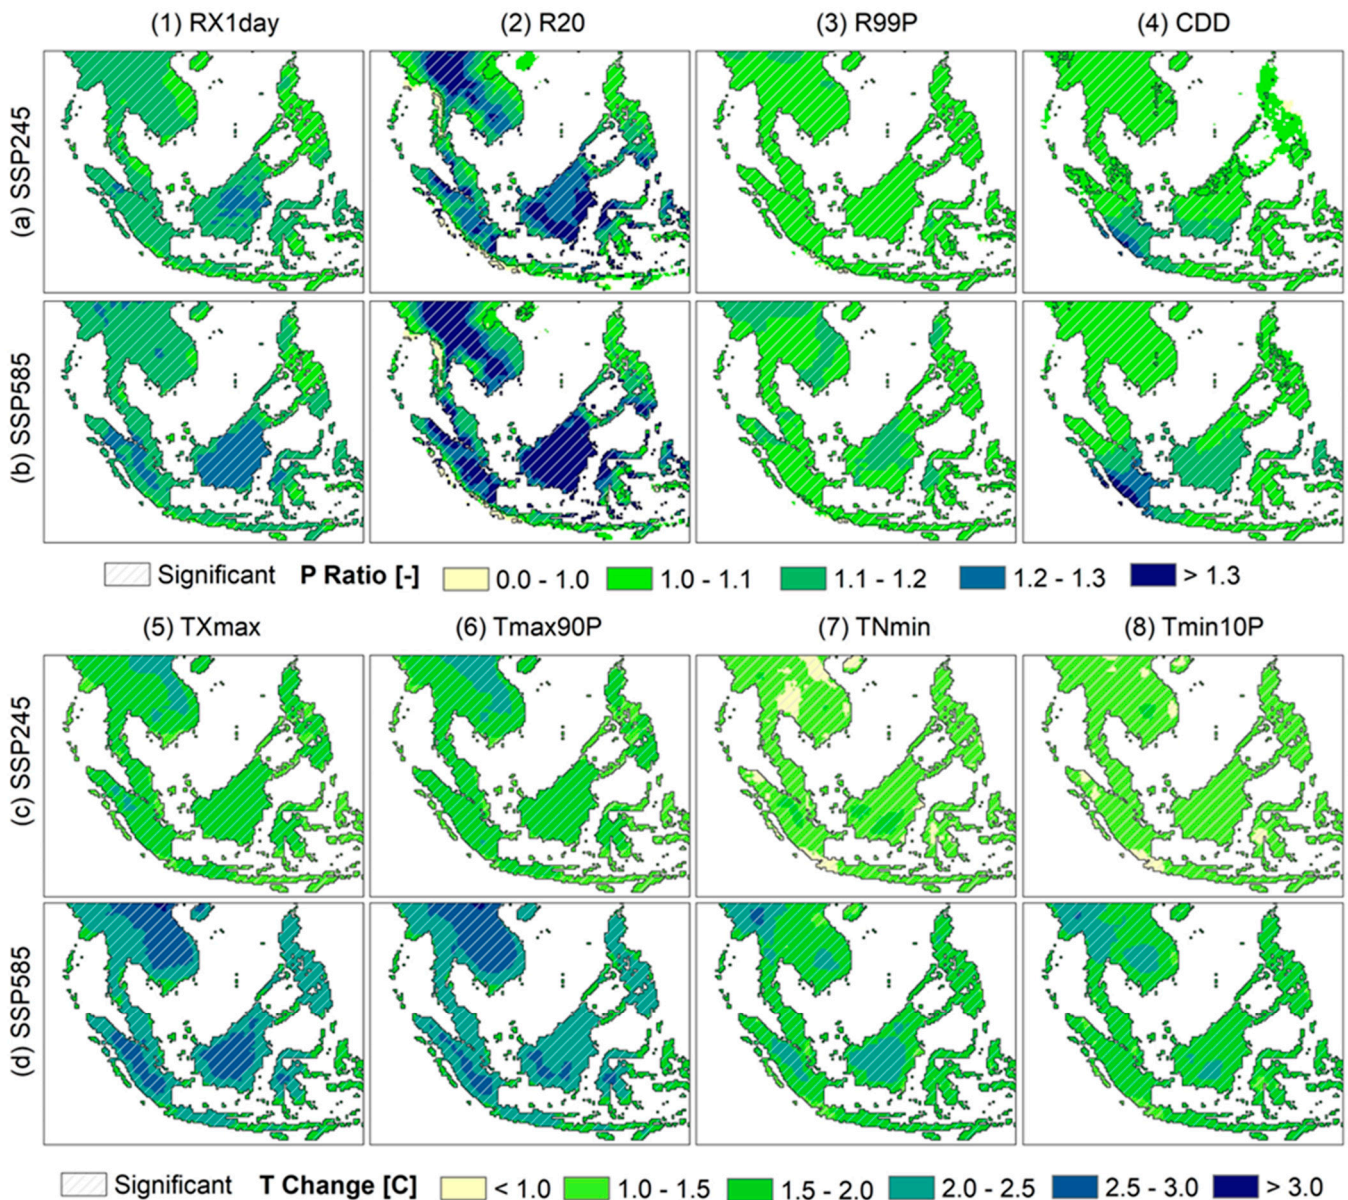 (1) RX1day (2) R20 (3) R99P (4) CDD
(a) SSP245
(b) SSP585
Significant P Ratio [-] 0.0 - 1.0 1.0 - 1.1 1.1 - 1.2 1.2 - 1.3 > 1.3
(5) TXmax (6) Tmax90P (7) TNmin (8) Tmin10P
(c) SSP245
(d) SSP585
Significant T Change [C] < 1.0 1.0 - 1.5 1.5 - 2.0 2.0 - 2.5 2.5 - 3.0 > 3.0